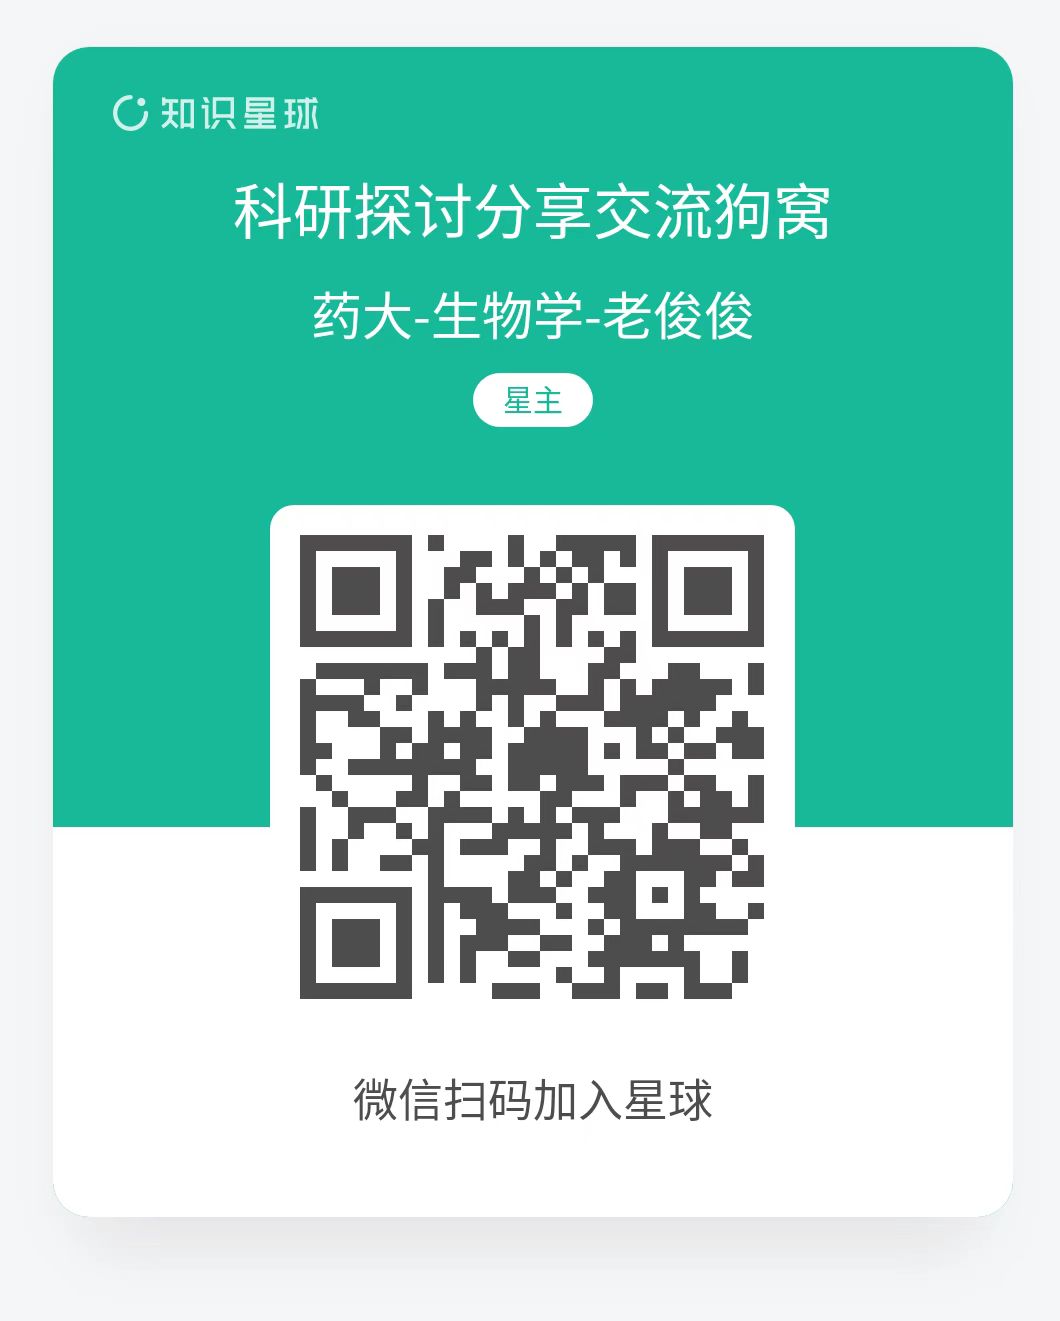 知识星球
科研探讨分享交流狗窝
药大-生物学-老俊俊
星主
微信扫码加入星球